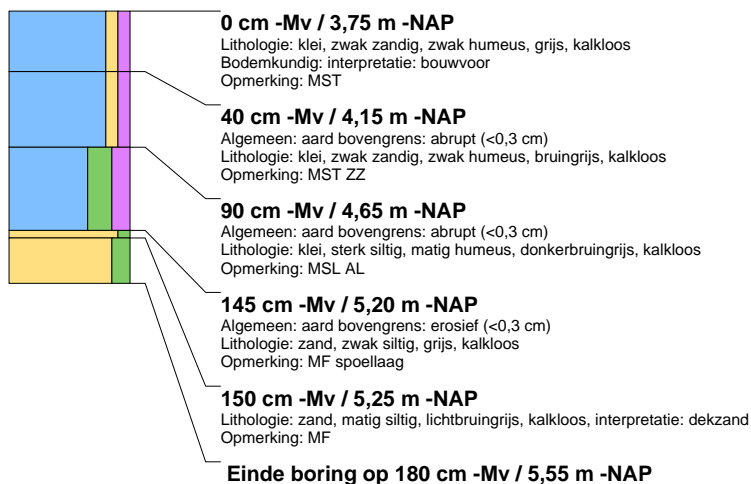 0 cm -Mv / 3,75 m -NAP
Lithologie: klei, zwak zandig, zwak humeus, grijs, kalkloos
Bodemkundig: interpretatie: bouwvoor
Opmerking: MST
40 cm -Mv / 4,15 m -NAP
Algemeen: aard bovengrens: abrupt (<0,3 cm)
Lithologie: klei, zwak zandig, zwak humeus, bruingrijs, kalkloos
Opmerking: MST ZZ
90 cm -Mv / 4,65 m -NAP
Algemeen: aard bovengrens: abrupt (<0,3 cm)
Lithologie: klei, sterk siltig, matig humeus, donkerbruingrijs, kalkloos
Opmerking: MSL AL
145 cm -Mv / 5,20 m -NAP
Algemeen: aard bovengrens: erosief (<0,3 cm)
Lithologie: zand, zwak siltig, grijs, kalkloos
Opmerking: MF spoellaag
150 cm -Mv / 5,25 m -NAP
Lithologie: zand, matig siltig, lichtbruingrijs, kalkloos, interpretatie: dekzand
Opmerking: MF
Einde boring op 180 cm -Mv / 5,55 m -NAP